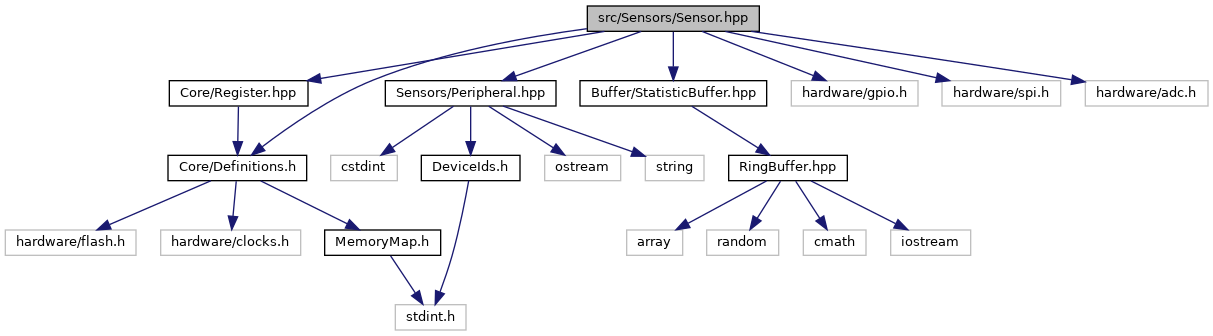 src/Sensors/Sensor.hpp
Core/Register.hpp
Sensors/Peripheral.hpp
Buffer/StatisticBuffer.hpp
hardware/gpio.h
hardware/spi.h
hardware/adc.h
Core/Definitions.h
cstdint
DeviceIds.h
ostream
string
RingBuffer.hpp
hardware/flash.h
hardware/clocks.h
MemoryMap.h
array
random
cmath
iostream
stdint.h